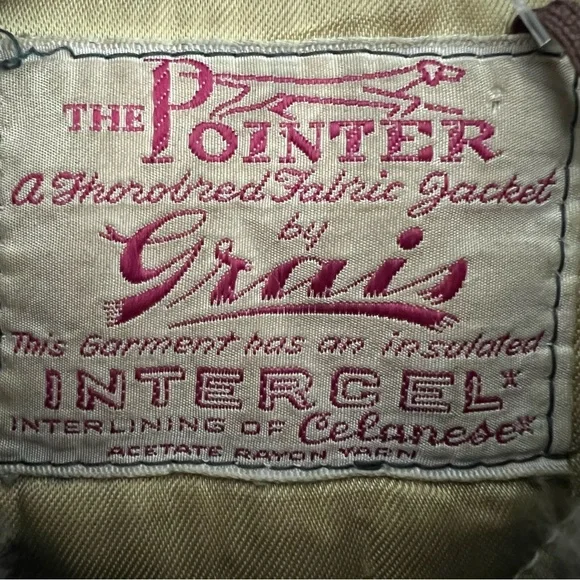 THE POINTER
A Thorobred Fabric Jacket
by
Grais
This Garment has an insulated
INTERCEL*
INTERLINING OF Celanese*
ACETATE RAYON YARN